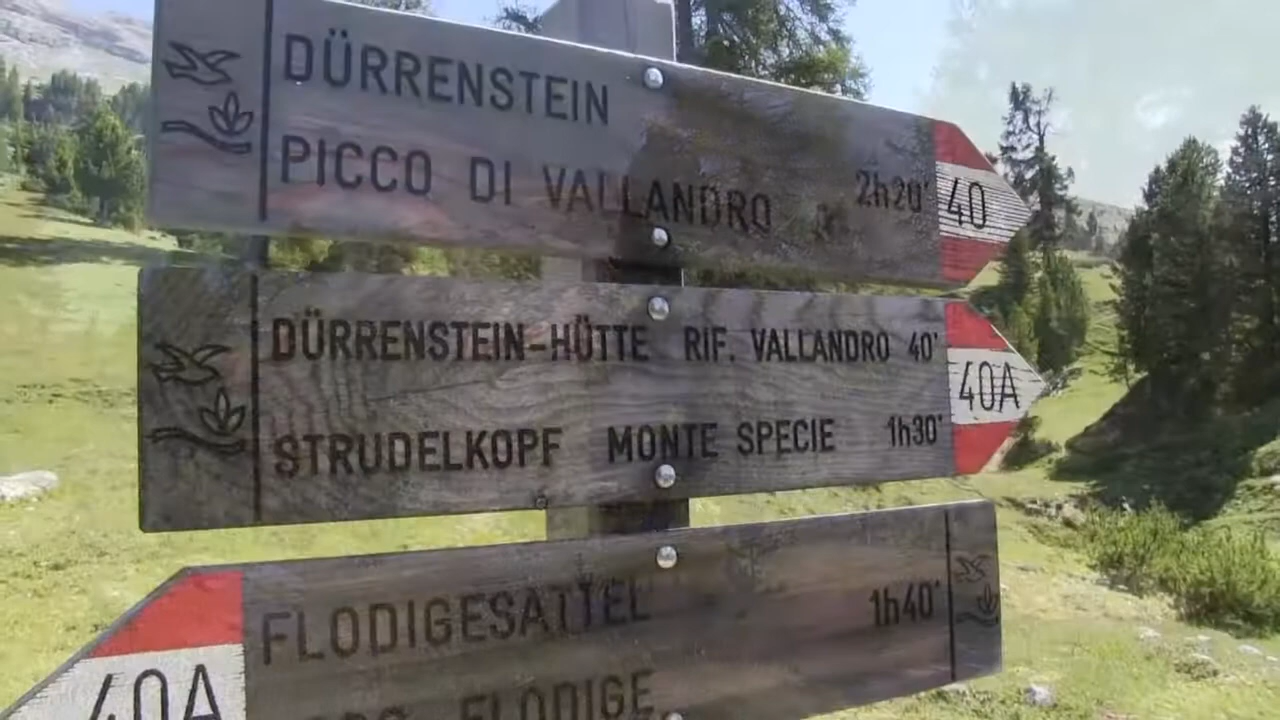 DÜRRENSTEIN
PICCO DI VALLANDRO 2h20' 40
DÜRRENSTEIN-HÜTTE RIF. VALLANDRO 40'
40A
STRUDELKOPF MONTE SPECIE 1h30'
FLODIGESATTEL 1h40'
40A
FLODIGE